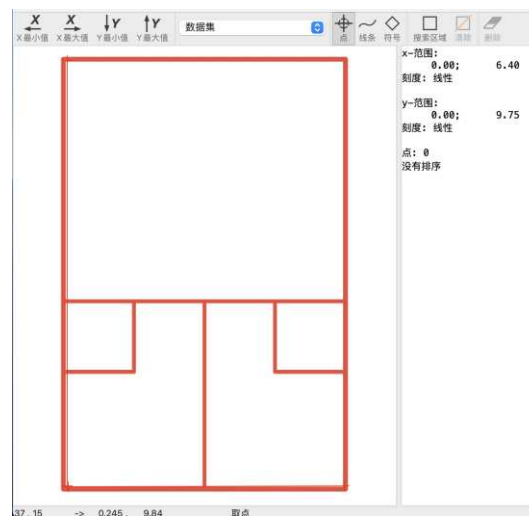 X X ↓Y ↑Y 数据集 点 线条 符号 搜索区域 清除 删除
X最小值 X最大值 Y最小值 Y最大值
x-范围:
0.00; 6.40
刻度: 线性
y-范围:
0.00; 9.75
刻度: 线性
点: 0
没有排序
37, 15 -> 0.245, 9.84 取点